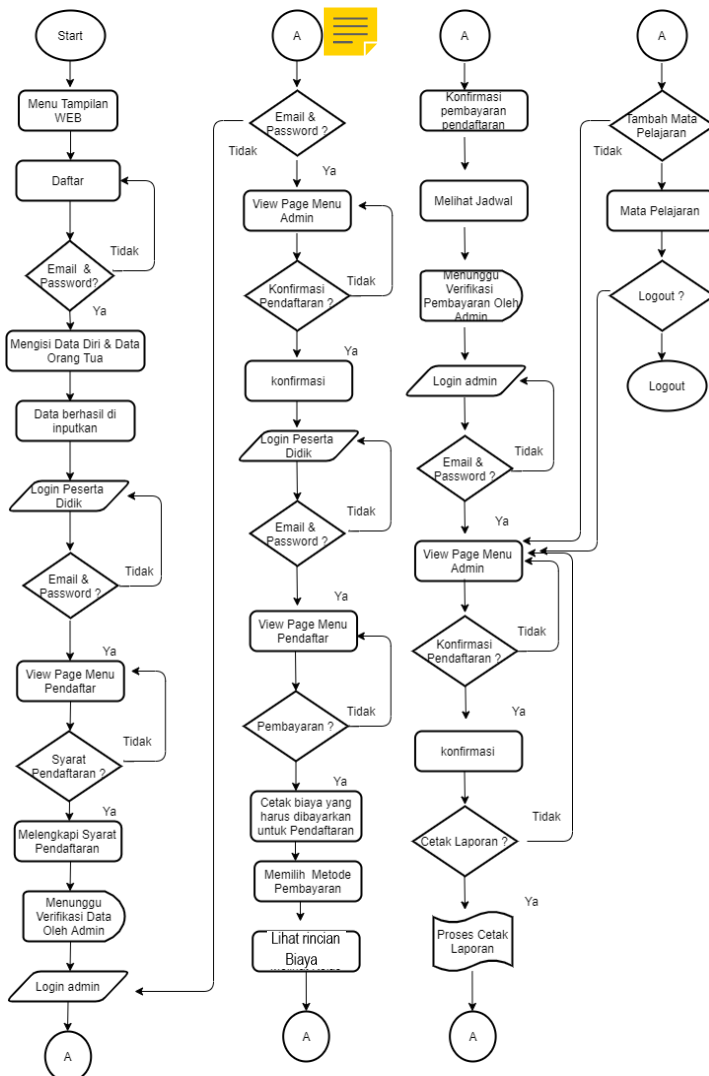 Start
Menu Tampilan
WEB
Daftar
Tidak
Email &
Password?
Ya
Mengisi Data Diri & Data
Orang Tua
Data berhasil di
inputkan
Login Peserta
Didik
Tidak
Email &
Password ?
Ya
View Page Menu
Pendaftar
Tidak
Syarat
Pendaftaran ?
Ya
Melengkapi Syarat
Pendaftaran
Menunggu
Verifikasi Data
Oleh Admin
Login admin
A
A
Email &
Password ?
Tidak
Ya
View Page Menu
Admin
Tidak
Konfirmasi
Pendaftaran ?
Ya
konfirmasi
Login Peserta
Didik
Tidak
Email &
Password ?
Ya
View Page Menu
Pendaftar
Tidak
Pembayaran ?
Ya
Cetak biaya yang
harus dibayarkan
untuk Pendaftaran
Memilih Metode
Pembayaran
Lihat rincian
Biaya
A
A
Konfirmasi
pembayaran
pendaftaran
Melihat Jadwal
Menunggu
Verifikasi
Pembayaran Oleh
Admin
Login admin
Tidak
Email &
Password ?
Ya
View Page Menu
Admin
Tidak
Konfirmasi
Pendaftaran ?
Ya
konfirmasi
Tidak
Cetak Laporan ?
Ya
Proses Cetak
Laporan
A
A
Tambah Mata
Pelajaran
Tidak
Mata Pelajaran
Logout ?
Logout